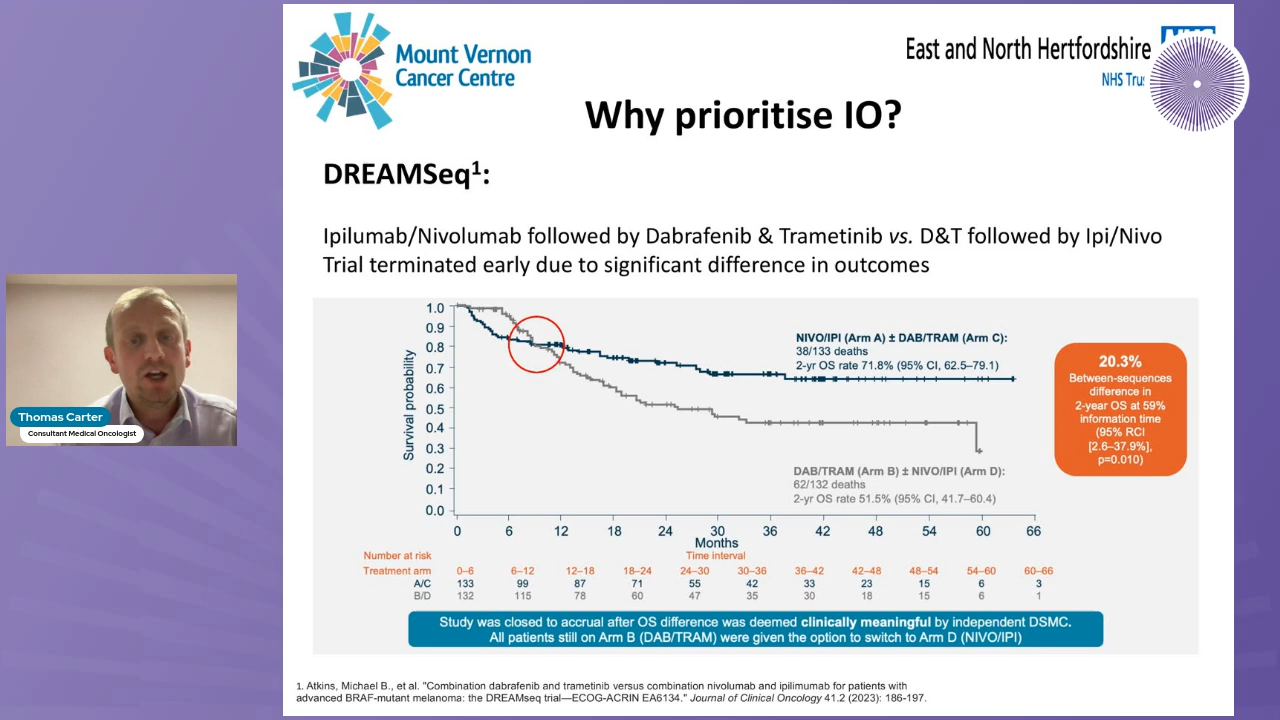 Mount Vernon
Cancer Centre
East and North Hertfordshire
NHS
Why prioritise IO?
DREAMSeq1:
Ipilumab/Nivolumab followed by Dabrafenib & Trametinib vs. D&T followed by Ipi/Nivo
Trial terminated early due to significant difference in outcomes
Thomas Carter
Consultant Medical Oncologist
Survival probability
1.0
0.9
0.8
0.7
0.6
0.5
0.4
0.3
0.2
0.1
0.0
NIVO/IPI (Arm A) ± DAB/TRAM (Arm C):
38/133 deaths
2-yr OS rate 71.8% (95% CI, 62.5–79.1)
DAB/TRAM (Arm B) ± NIVO/IPI (Arm D):
62/132 deaths
2-yr OS rate 51.5% (95% CI, 41.7–60.4)
20.3%
Between-sequences
difference in
2-year OS at 59%
information time
(95% RCI
[2.6–37.9%],
p=0.010)
0 6 12 18 24 30 36 42 48 54 60 66
Months
Number at risk Time interval
Treatment arm 0–6 6–12 12–18 18–24 24–30 30–36 36–42 42–48 48–54 54–60 60–66
A/C 133 99 87 71 55 42 33 23 15 6 3
B/D 132 115 78 60 47 35 30 18 15 6 1
Study was closed to accrual after OS difference was deemed clinically meaningful by independent DSMC.
All patients still on Arm B (DAB/TRAM) were given the option to switch to Arm D (NIVO/IPI)
1. Atkins, Michael B., et al. "Combination dabrafenib and trametinib versus combination nivolumab and ipilimumab for patients with
advanced BRAF-mutant melanoma: the DREAMseq trial—ECOG-ACRIN EA6134." Journal of Clinical Oncology 41.2 (2023): 186-197.